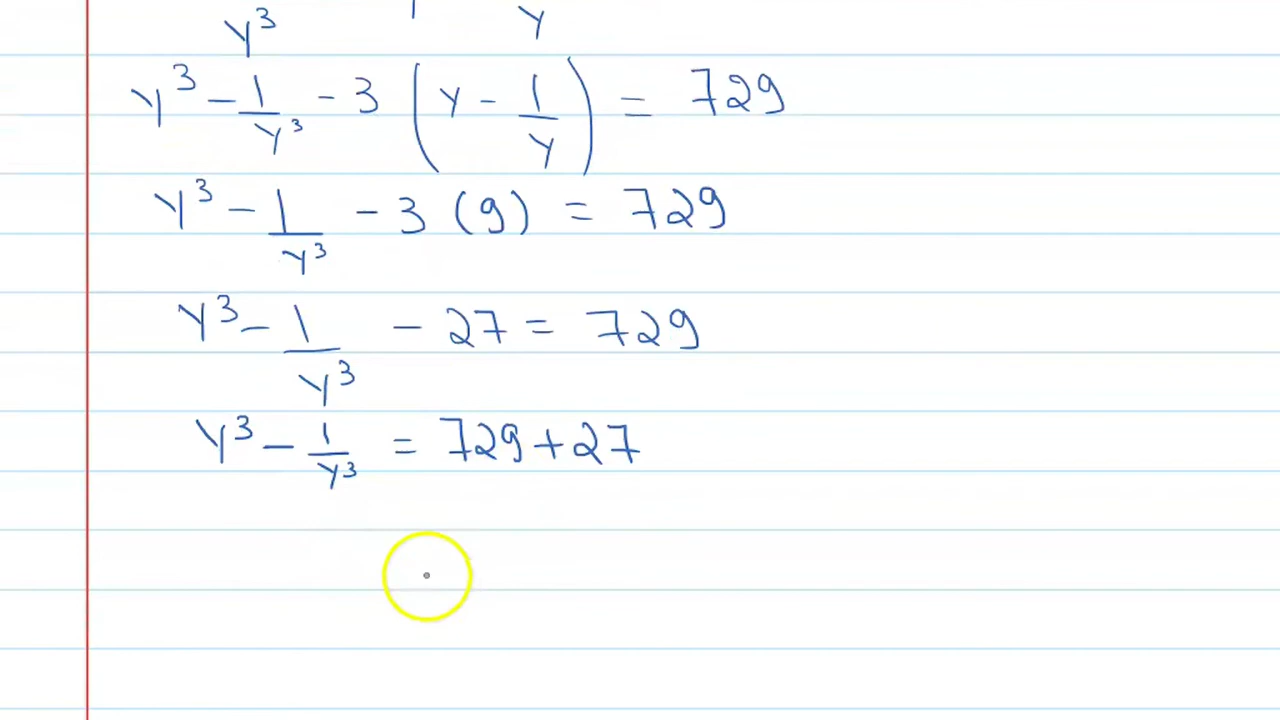 y³ y
y³ - 1/y³ - 3 (y - 1/y) = 729
y³ - 1/y³ - 3 (9) = 729
y³ - 1/y³ - 27 = 729
y³ - 1/y³ = 729 + 27